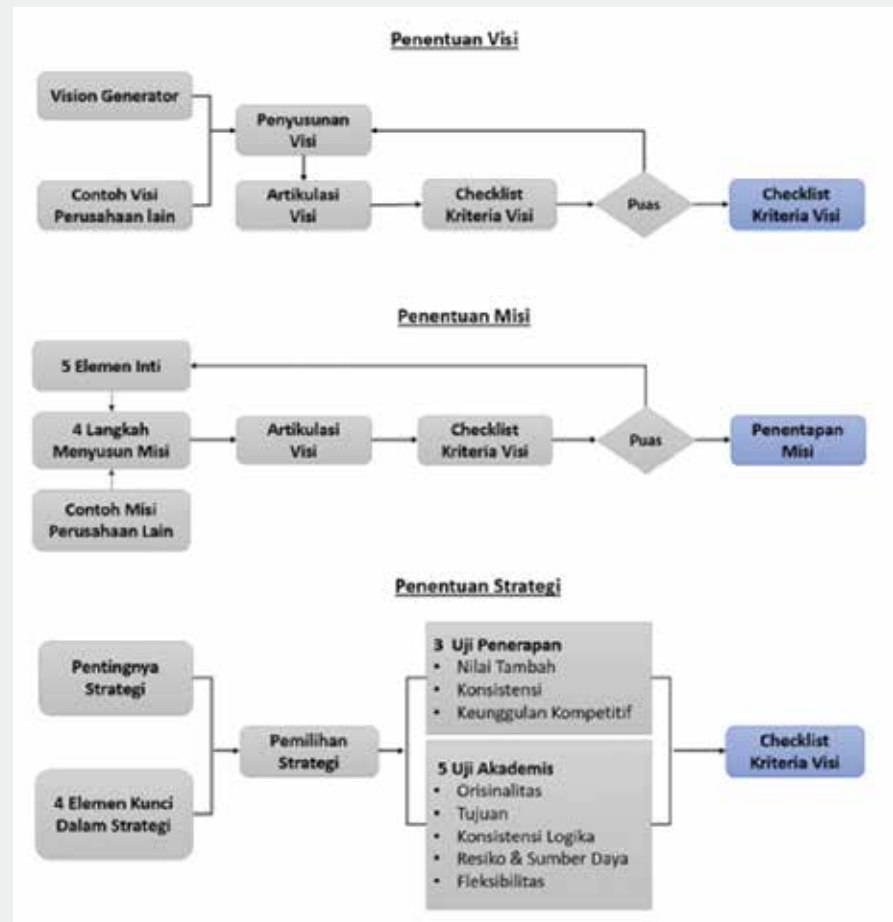 Penentuan Visi
Vision Generator
Contoh Visi
Perusahaan lain
Penyusunan
Visi
Artikulasi
Visi
Checklist
Kriteria Visi
Puas
Checklist
Kriteria Visi
Penentuan Misi
5 Elemen Inti
4 Langkah
Menyusun Misi
Contoh Misi
Perusahaan Lain
Artikulasi
Visi
Checklist
Kriteria Visi
Puas
Penentapan
Misi
Penentuan Strategi
Pentingnya
Strategi
4 Elemen Kunci
Dalam Strategi
Pemilihan
Strategi
3 Uji Penerapan
• Nilai Tambah
• Konsistensi
• Keunggulan Kompetitif
5 Uji Akademis
• Orisinalitas
• Tujuan
• Konsistensi Logika
• Resiko & Sumber Daya
• Fleksibilitas
Checklist
Kriteria Visi